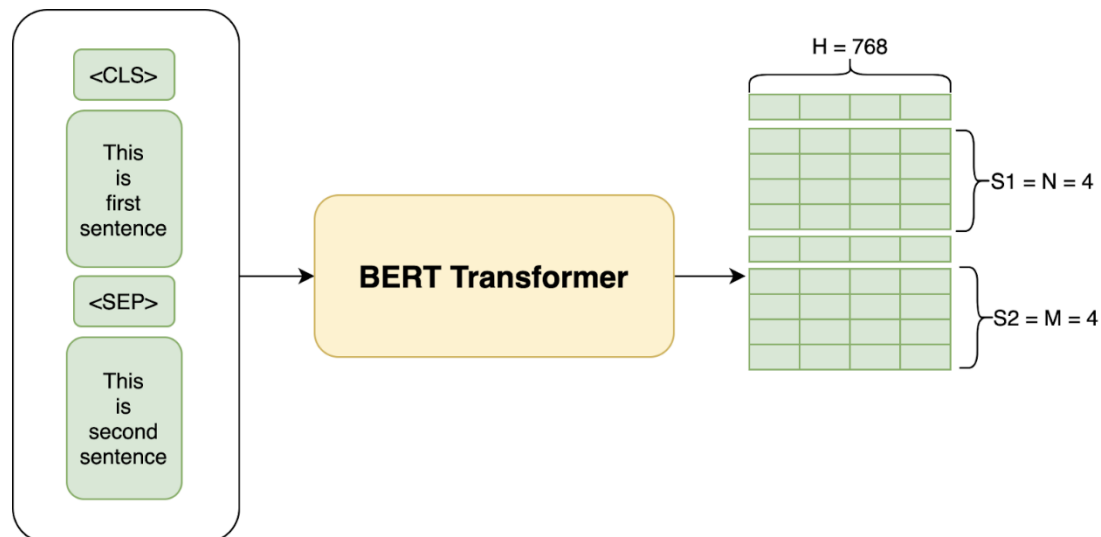 <CLS>
This
is
first
sentence
<SEP>
This
is
second
sentence
BERT Transformer
H = 768
S1 = N = 4
S2 = M = 4